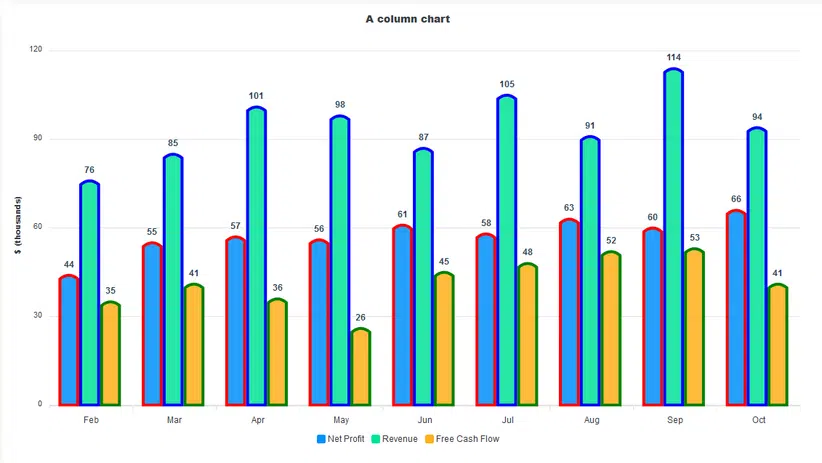 A column chart
120
90
60
30
0
$ (thousands)
44 76 35
55 85 41
57 101 36
56 98 26
61 87 45
58 105 48
63 91 52
60 114 53
66 94 41
Feb Mar Apr May Jun Jul Aug Sep Oct
Net Profit Revenue Free Cash Flow